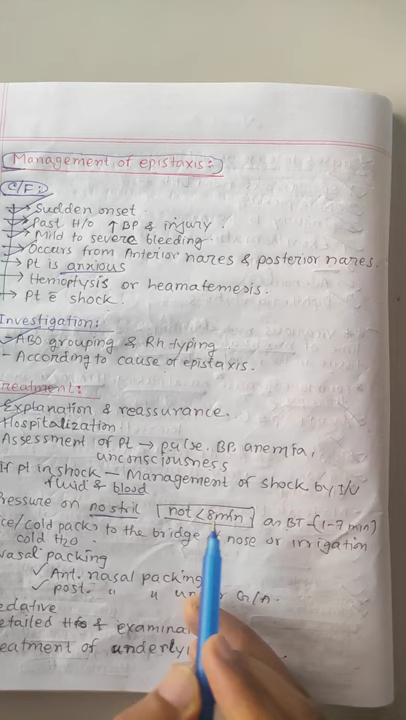 Management of epistaxis:
C/F:
→ Sudden onset.
→ Past H/o ↑ BP & injury.
→ Mild to severe bleeding
→ Occurs from Anterior nares & posterior nares.
→ Pt is anxious
→ Hemoptysis or heamatemesis.
→ Pt c̄ shock.
Investigation:
- ABO grouping & Rh typing
- According to cause of epistaxis.
Treatment:
Explanation & reassurance.
Hospitalization
Assessment of Pt → pulse, BP, anemia,
unconsciousness
If pt in shock - Management of shock by I/V
fluid & blood
Pressure on nostril [not <8min] as BT-(1-7 min)
ice/cold packs to the bridge nose or irrigation
cold H₂O.
Nasal packing
✓ Ant. nasal packing
✓ post. " " G/A.
edative
etailed H/o & examina
eatment of underly